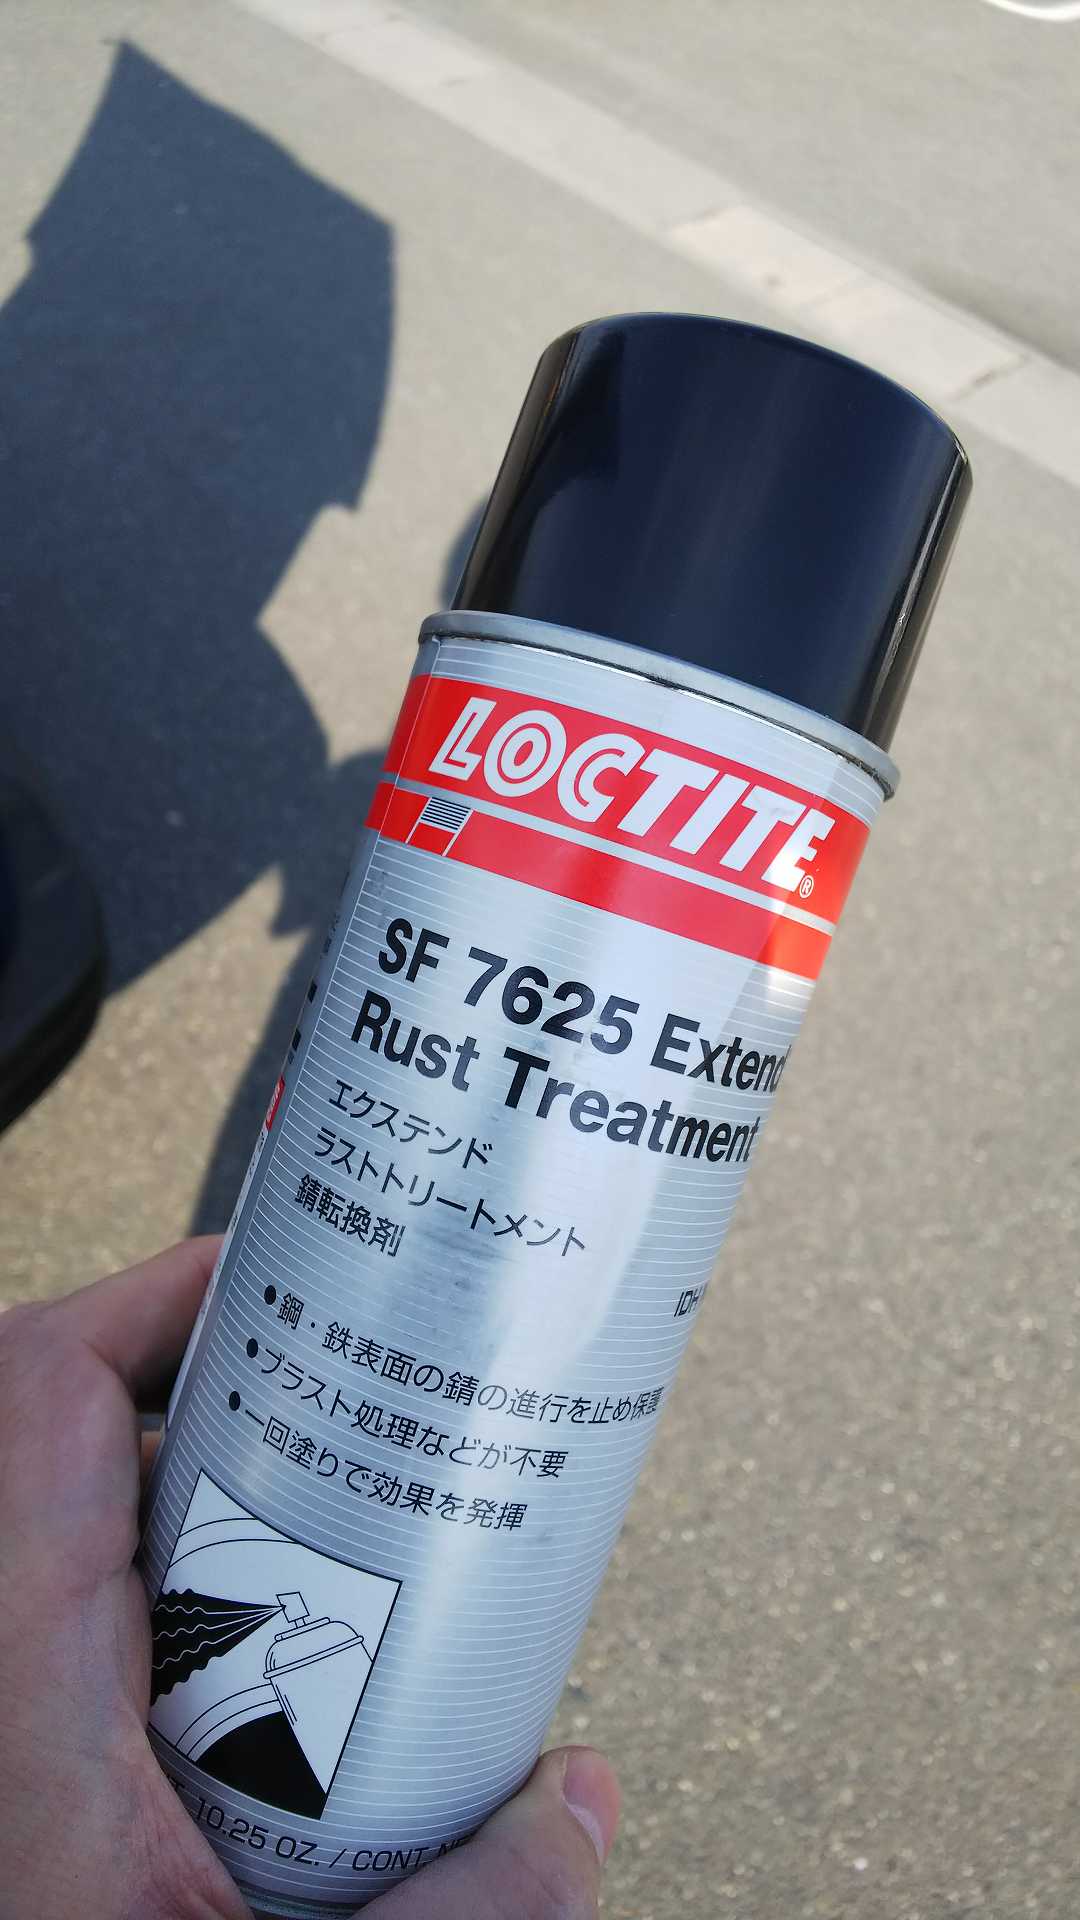 LOCTITE®
SF 7625 Extend
Rust Treatment
エクステンド
ラストトリートメント
錆転換剤
IDH
●鋼・鉄表面の錆の進行を止め保護
●ブラスト処理などが不要
●一回塗りで効果を発揮
10.25 OZ. / CONT.